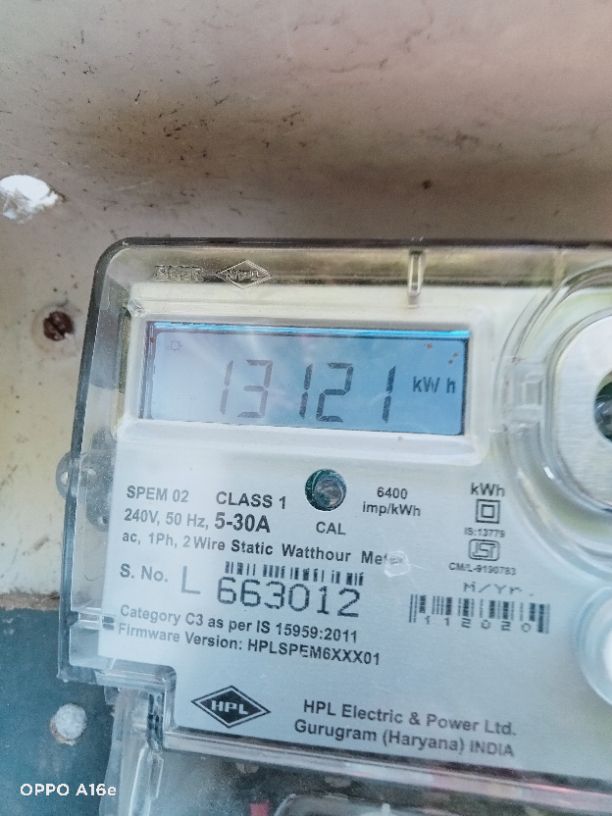 HPL
13121 kWh
SPEM 02 CLASS 1
240V, 50 Hz, 5-30A
ac, 1Ph, 2 Wire Static Watthour Meter
CAL
6400
imp/kWh
kWh
IS:13779
CM/L-9190783
S. No. L 663012
M/Yr.
112020
Category C3 as per IS 15959:2011
Firmware Version: HPLSPEM6XXX01
HPL
HPL Electric & Power Ltd.
Gurugram (Haryana) INDIA
OPPO A16e